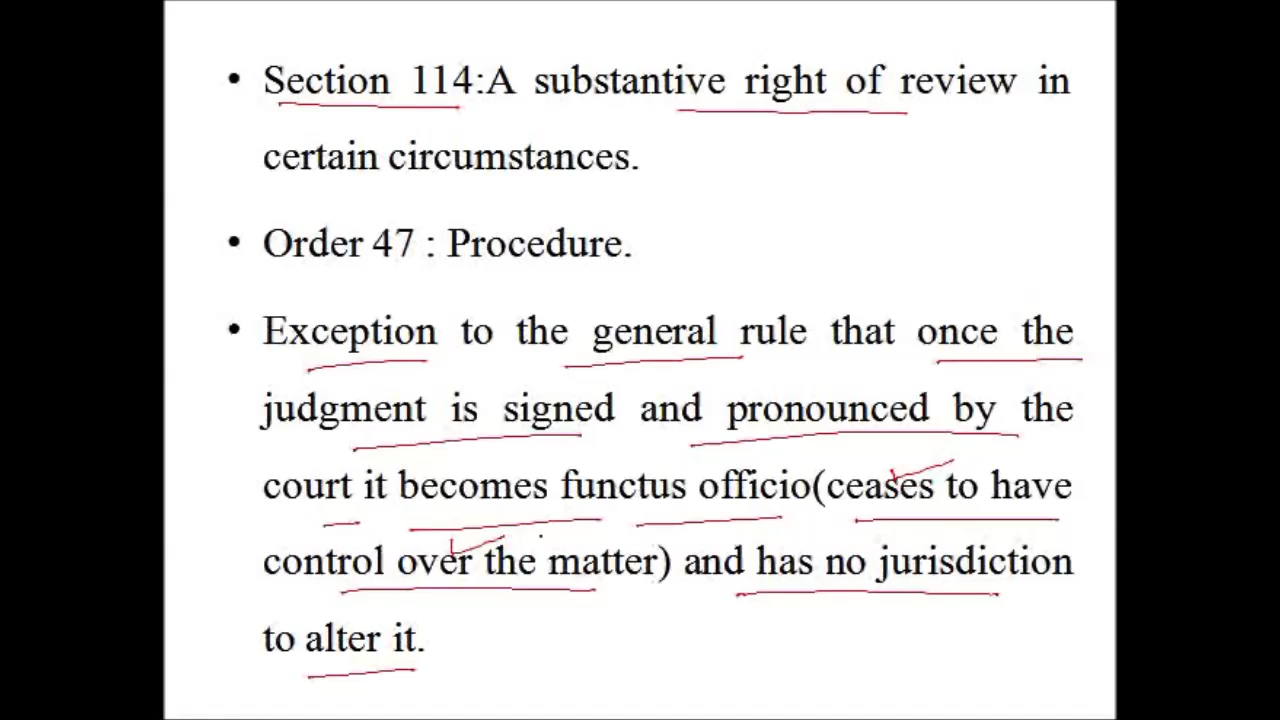 • Section 114:A substantive right of review in
certain circumstances.
• Order 47 : Procedure.
• Exception to the general rule that once the
judgment is signed and pronounced by the
court it becomes functus officio(ceases to have
control over the matter) and has no jurisdiction
to alter it.